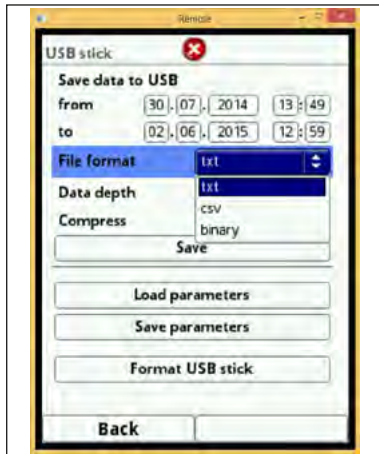 Remote
USB stick
Save data to USB
from 30.07.2014 13:49
to 02.06.2015 12:59
File format txt
txt
Data depth
csv
Compress
binary
Save
Load parameters
Save parameters
Format USB stick
Back